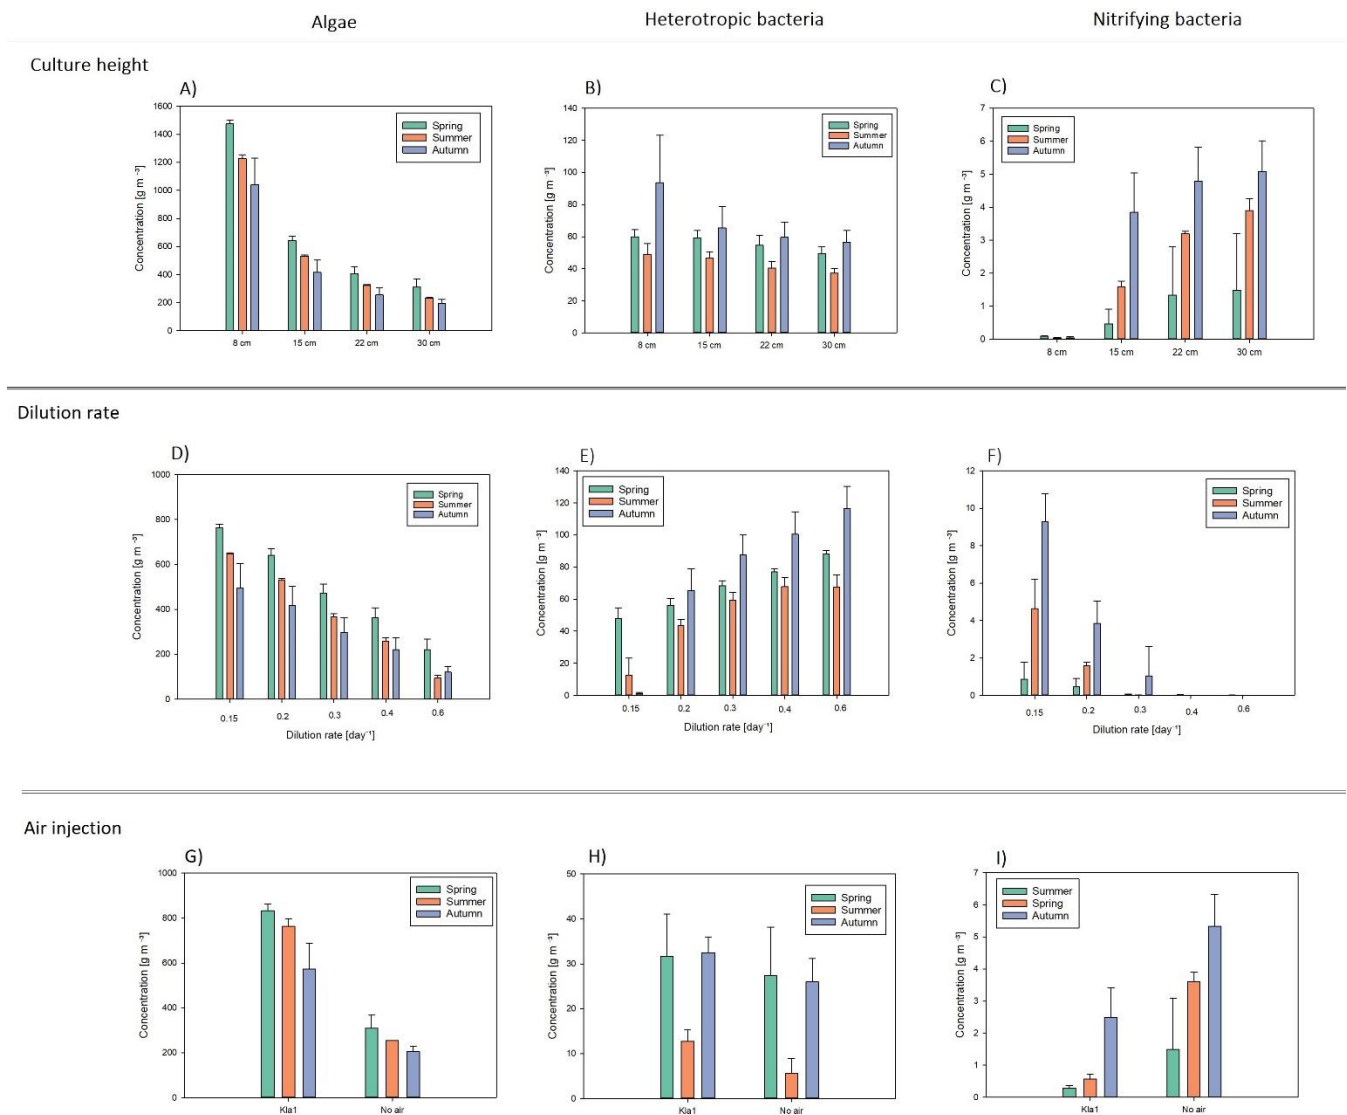 Algae
Heterotropic bacteria
Nitrifying bacteria
Culture height
A)
1600
1400
1200
1000
800
600
400
200
0
Concentration [g m ⁻³]
Spring
Summer
Autumn
8 cm
15 cm
22 cm
30 cm
B)
140
120
100
80
60
40
20
0
Concentration [g m ⁻³]
Spring
Summer
Autumn
8 cm
15 cm
22 cm
30 cm
C)
7
6
5
4
3
2
1
0
Concentration [g m ⁻³]
Spring
Summer
Autumn
8 cm
15 cm
22 cm
30 cm
Dilution rate
D)
1000
800
600
400
200
0
Concentration [g m ⁻³]
Spring
Summer
Autumn
0.15
0.2
0.3
0.4
0.6
Dilution rate [day⁻¹]
E)
140
120
100
80
60
40
20
0
Concentration [g m ⁻³]
Spring
Summer
Autumn
0.15
0.2
0.3
0.4
0.6
Dilution rate [day⁻¹]
F)
12
10
8
6
4
2
0
Concentration [g m ⁻³]
Spring
Summer
Autumn
0.15
0.2
0.3
0.4
0.6
Dilution rate [day⁻¹]
Air injection
G)
1000
800
600
400
200
0
Concentration [g m ⁻³]
Spring
Summer
Autumn
Kla1
No air
H)
50
40
30
20
10
0
Concentration [g m ⁻³]
Spring
Summer
Autumn
Kla1
No air
I)
7
6
5
4
3
2
1
0
Concentration [g m ⁻³]
Summer
Spring
Autumn
Kla1
No air